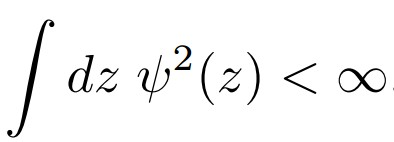 ∫ dz ψ²(z) < ∞.